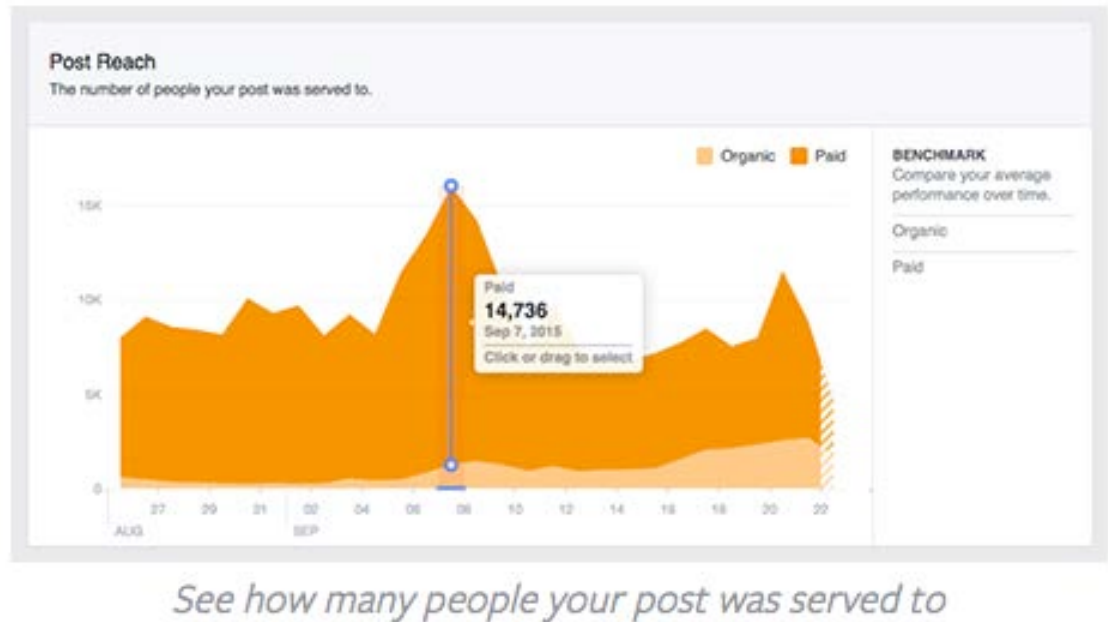 Post Reach
The number of people your post was served to.
Organic Paid
BENCHMARK
Compare your average
performance over time.
Organic
Paid
15K
10K
5K
0
Paid
14,736
Sep 7, 2015
Click or drag to select
27 29 31 02 04 06 08 10 12 14 16 18 20 22
AUG SEP
See how many people your post was served to